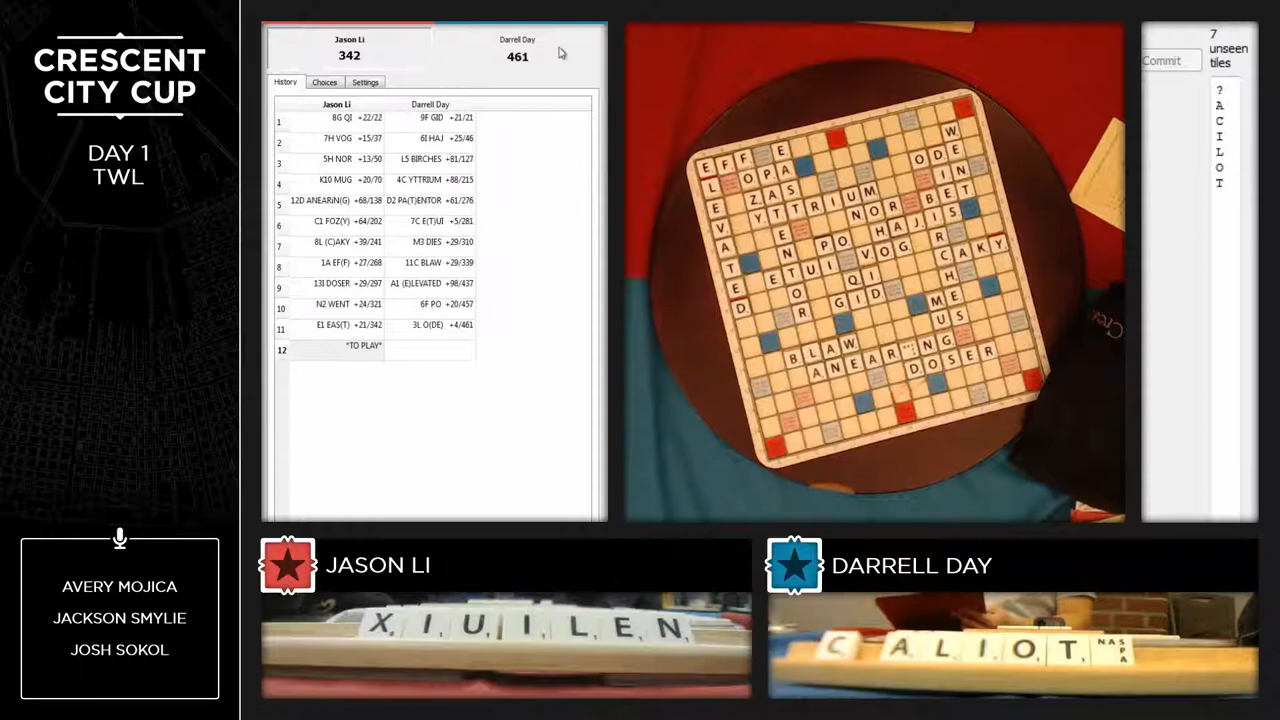 CRESCENT
CITY CUP
DAY 1
TWL
AVERY MOJICA
JACKSON SMYLIE
JOSH SOKOL
Jason Li
342
Darrell Day
461
History Choices Settings
Jason Li Darrell Day
1 8G QI +22/22 9F GID +21/21
2 7H VOG +15/37 6I HAJ +25/46
3 5H NOR +13/50 L5 BIRCHES +81/127
4 K10 MUG +20/70 4C YTTRIUM +88/215
5 12D ANEARiN(G) +68/138 D2 PA(T)ENTOR +61/276
6 C1 FOZ(Y) +64/202 7C E(T)UI +5/281
7 8L (C)AKY +39/241 M3 DIES +29/310
8 1A EF(F) +27/268 11C BLAW +29/339
9 13I DOSER +29/297 A1 (E)LEVATED +98/437
10 N2 WENT +24/321 6F PO +20/457
11 E1 EAS(T) +21/342 3L O(DE) +4/461
12 *TO PLAY*
Commit
7
unseen
tiles
?
A
C
I
L
O
T
JASON LI
DARRELL DAY
X I U I L E N
C A L I O T
NAS
PA